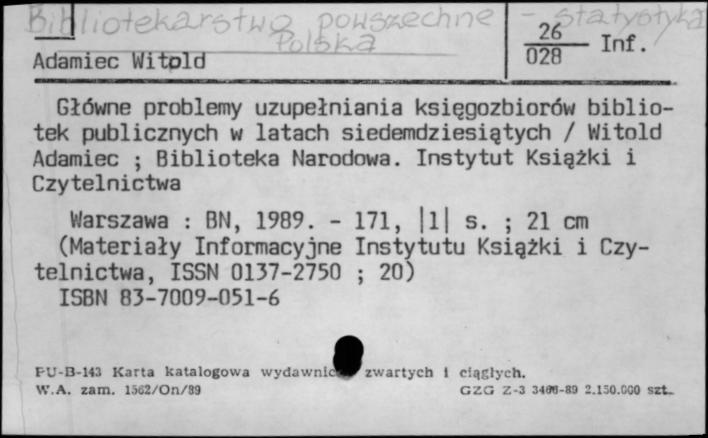 Bibliotekarstwo powszechne - statystyka
Polska
26
028 Inf.
Adamiec Witold
Główne problemy uzupełniania księgozbiorów biblio-
tek publicznych w latach siedemdziesiątych / Witold
Adamiec ; Biblioteka Narodowa. Instytut Książki i
Czytelnictwa
Warszawa : BN, 1989. - 171, |1| s. ; 21 cm
(Materiały Informacyjne Instytutu Książki i Czy-
telnictwa, ISSN 0137-2750 ; 20)
ISBN 83-7009-051-6
PU-B-143 Karta katalogowa wydawnic zwartych i ciągłych.
W.A. zam. 1562/On/89 GZG Z-3 -89 2.150.000 szt.